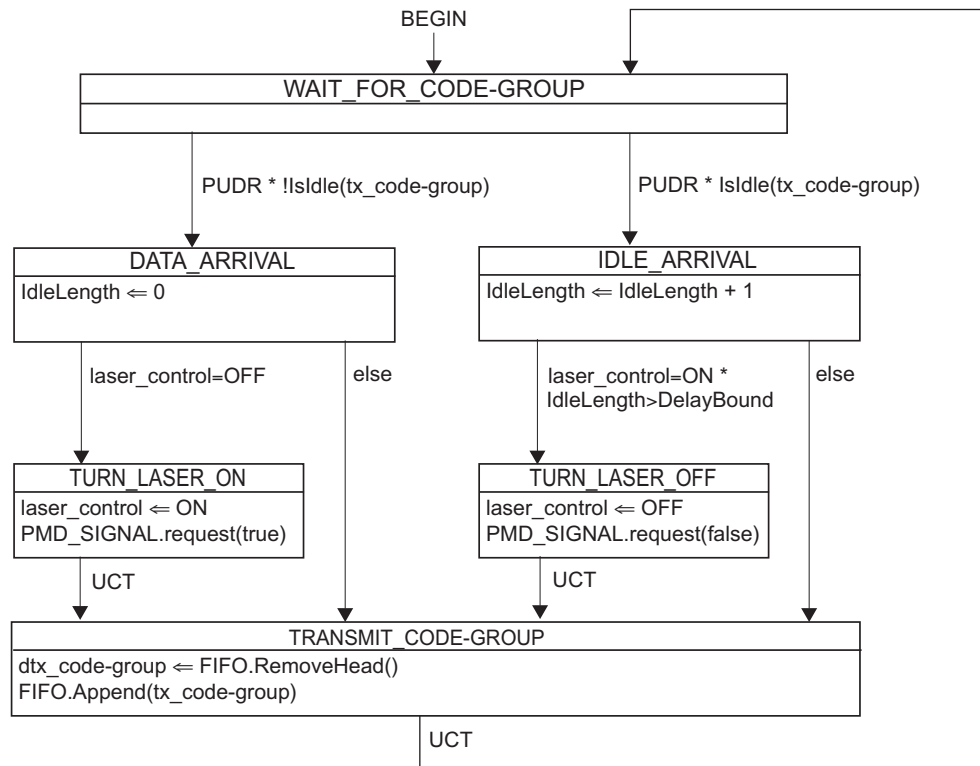 BEGIN
WAIT_FOR_CODE-GROUP
PUDR * !IsIdle(tx_code-group)
PUDR * IsIdle(tx_code-group)
DATA_ARRIVAL
IdleLength ⇐ 0
IDLE_ARRIVAL
IdleLength ⇐ IdleLength + 1
laser_control=OFF
else
laser_control=ON *
IdleLength>DelayBound
else
TURN_LASER_ON
laser_control ⇐ ON
PMD_SIGNAL.request(true)
TURN_LASER_OFF
laser_control ⇐ OFF
PMD_SIGNAL.request(false)
UCT
UCT
TRANSMIT_CODE-GROUP
dtx_code-group ⇐ FIFO.RemoveHead()
FIFO.Append(tx_code-group)
UCT